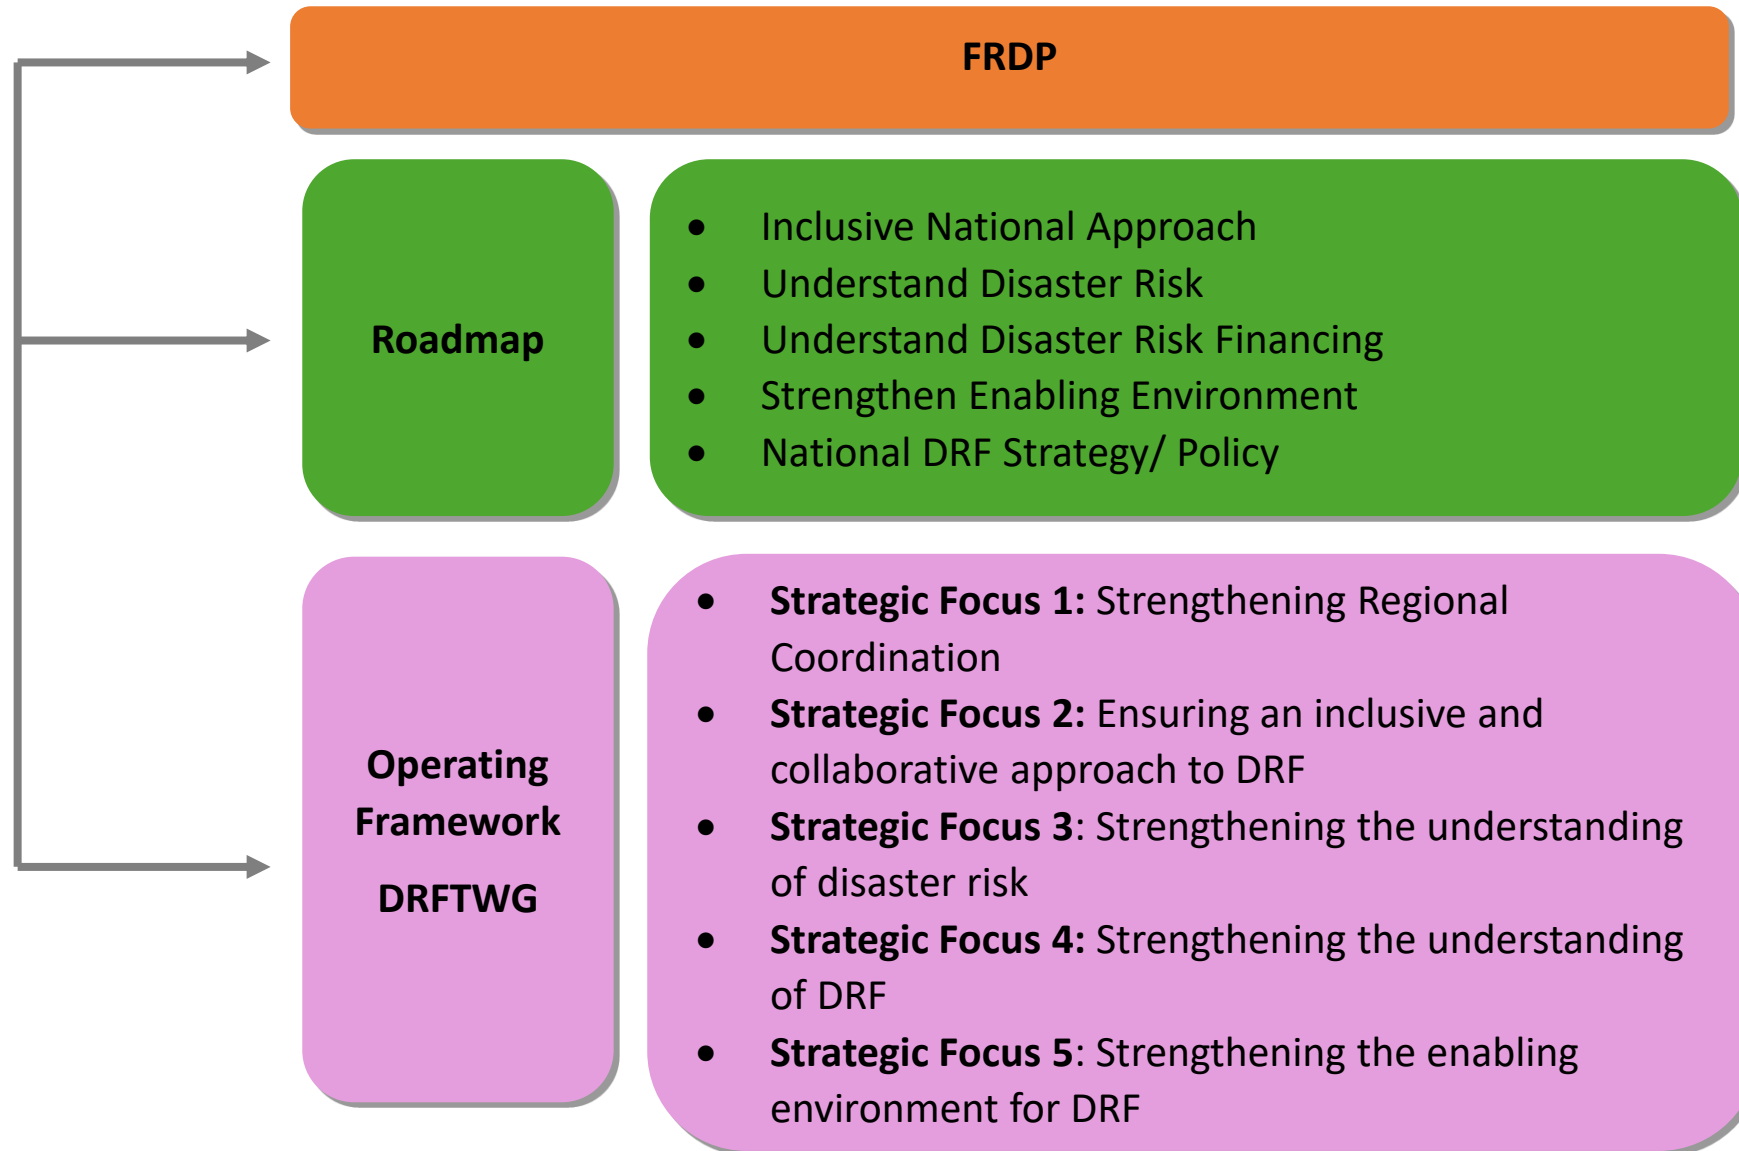 FRDP
Roadmap
• Inclusive National Approach
• Understand Disaster Risk
• Understand Disaster Risk Financing
• Strengthen Enabling Environment
• National DRF Strategy/ Policy
Operating
Framework
DRFTWG
• Strategic Focus 1: Strengthening Regional
Coordination
• Strategic Focus 2: Ensuring an inclusive and
collaborative approach to DRF
• Strategic Focus 3: Strengthening the understanding
of disaster risk
• Strategic Focus 4: Strengthening the understanding
of DRF
• Strategic Focus 5: Strengthening the enabling
environment for DRF